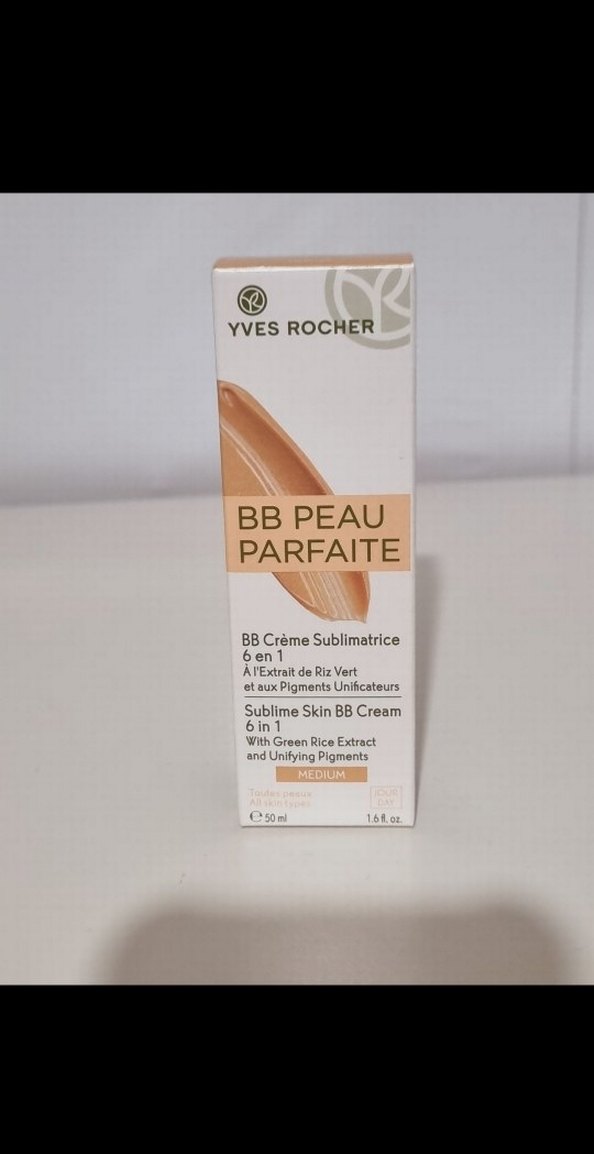 YVES ROCHER
BB PEAU
PARFAITE
BB Crème Sublimatrice
6 en 1
À l'Extrait de Riz Vert
et aux Pigments Unificateurs
Sublime Skin BB Cream
6 in 1
With Green Rice Extract
and Unifying Pigments
MEDIUM
Toutes peaux
All skin types
JOUR
DAY
℮ 50 ml 1.6 fl. oz.